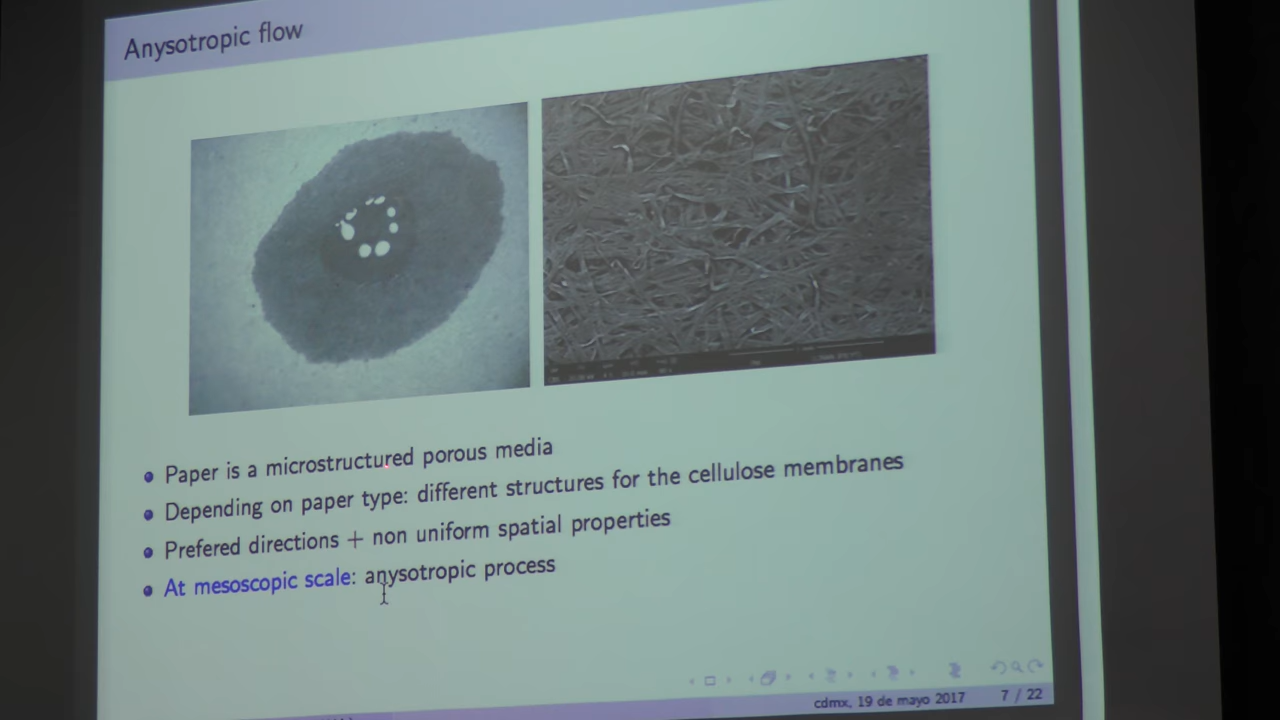 Anysotropic flow
Paper is a microstructured porous media
Depending on paper type: different structures for the cellulose membranes
Prefered directions + non uniform spatial properties
At mesoscopic scale: anysotropic process
cdmx, 19 de mayo 2017 7 / 22